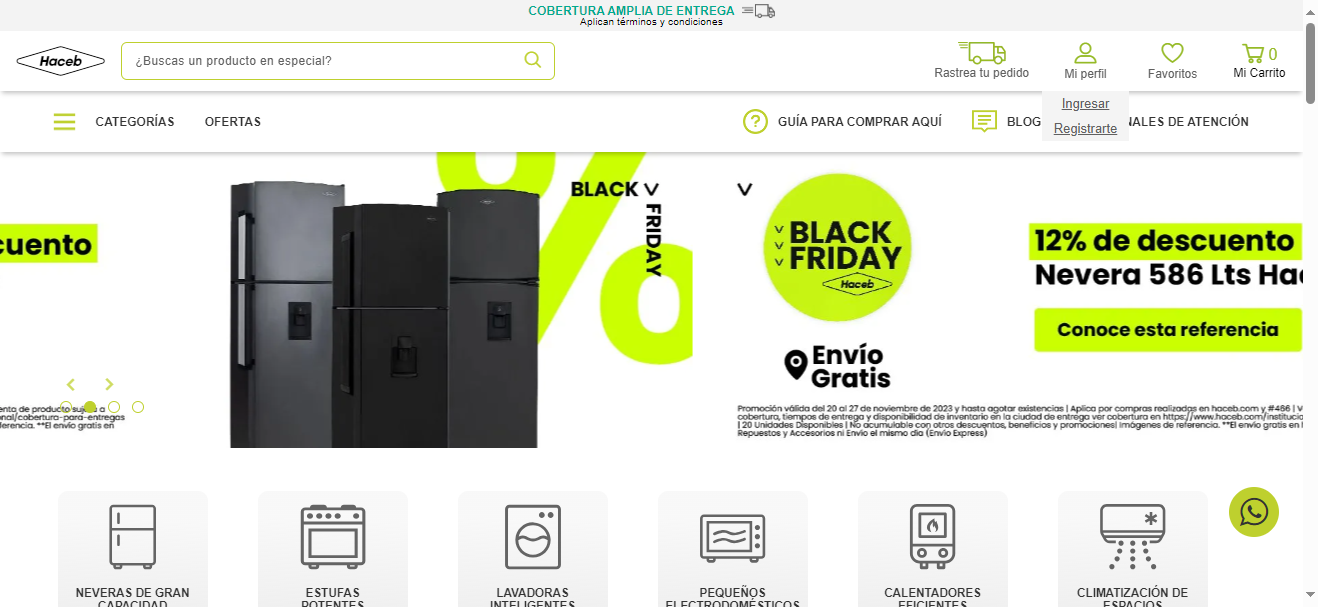 COBERTURA AMPLIA DE ENTREGA
Aplican términos y condiciones
Haceb
¿Buscas un producto en especial?
Rastrea tu pedido
Mi perfil
Favoritos
0
Mi Carrito
Ingresar
Registrarte
CATEGORÍAS
OFERTAS
GUÍA PARA COMPRAR AQUÍ
BLOG
NALES DE ATENCIÓN
cuento
BLACK
FRIDAY
BLACK
FRIDAY
Haceb
Envío
Gratis
12% de descuento
Nevera 586 Lts Hac
Conoce esta referencia
enta de producto
onal/cobertura-para-entregas
ferencia. **El envío gratis en
Promoción válida del 20 al 27 de noviembre de 2023 y hasta agotar existencias | Aplica por compras realizadas en haceb.com y #466 | V
cobertura, tiempos de entrega y disponibilidad de inventario en la ciudad de entrega ver cobertura en https://www.haceb.com/institucio
| 20 Unidades Disponibles | No acumulable con otros descuentos, beneficios y promociones| Imágenes de referencia. **El envío gratis en
Repuestos y Accesorios ni Envío el mismo día (Envío Express)
NEVERAS DE GRAN
CAPACIDAD
ESTUFAS
POTENTES
LAVADORAS
INTELIGENTES
PEQUEÑOS
ELECTRODOMÉSTICOS
CALENTADORES
EFICIENTES
CLIMATIZACIÓN DE
ESPACIOS